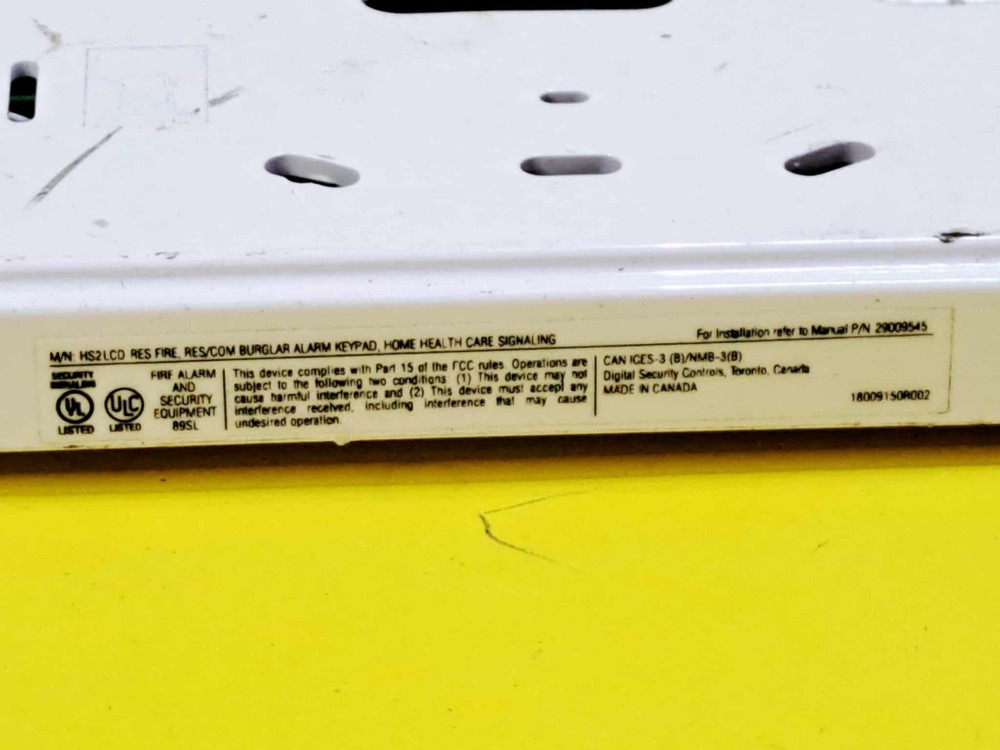 M/N: HS2LCD RES FIRE, RES/COM BURGLAR ALARM KEYPAD, HOME HEALTH CARE SIGNALING
For Installation refer to Manual P/N 29009545
SECURITY
SIGNALING
UL
LISTED
ULC
LISTED
FIRE ALARM
AND
SECURITY
EQUIPMENT
89SL
This device complies with Part 15 of the FCC rules. Operations are
subject to the following two conditions. (1) This device may not
cause harmful interference and (2) This device must accept any
interference received, including interference that may cause
undesired operation.
CAN ICES-3 (B)/NMB-3(B)
Digital Security Controls, Toronto, Canada
MADE IN CANADA
18009150R002